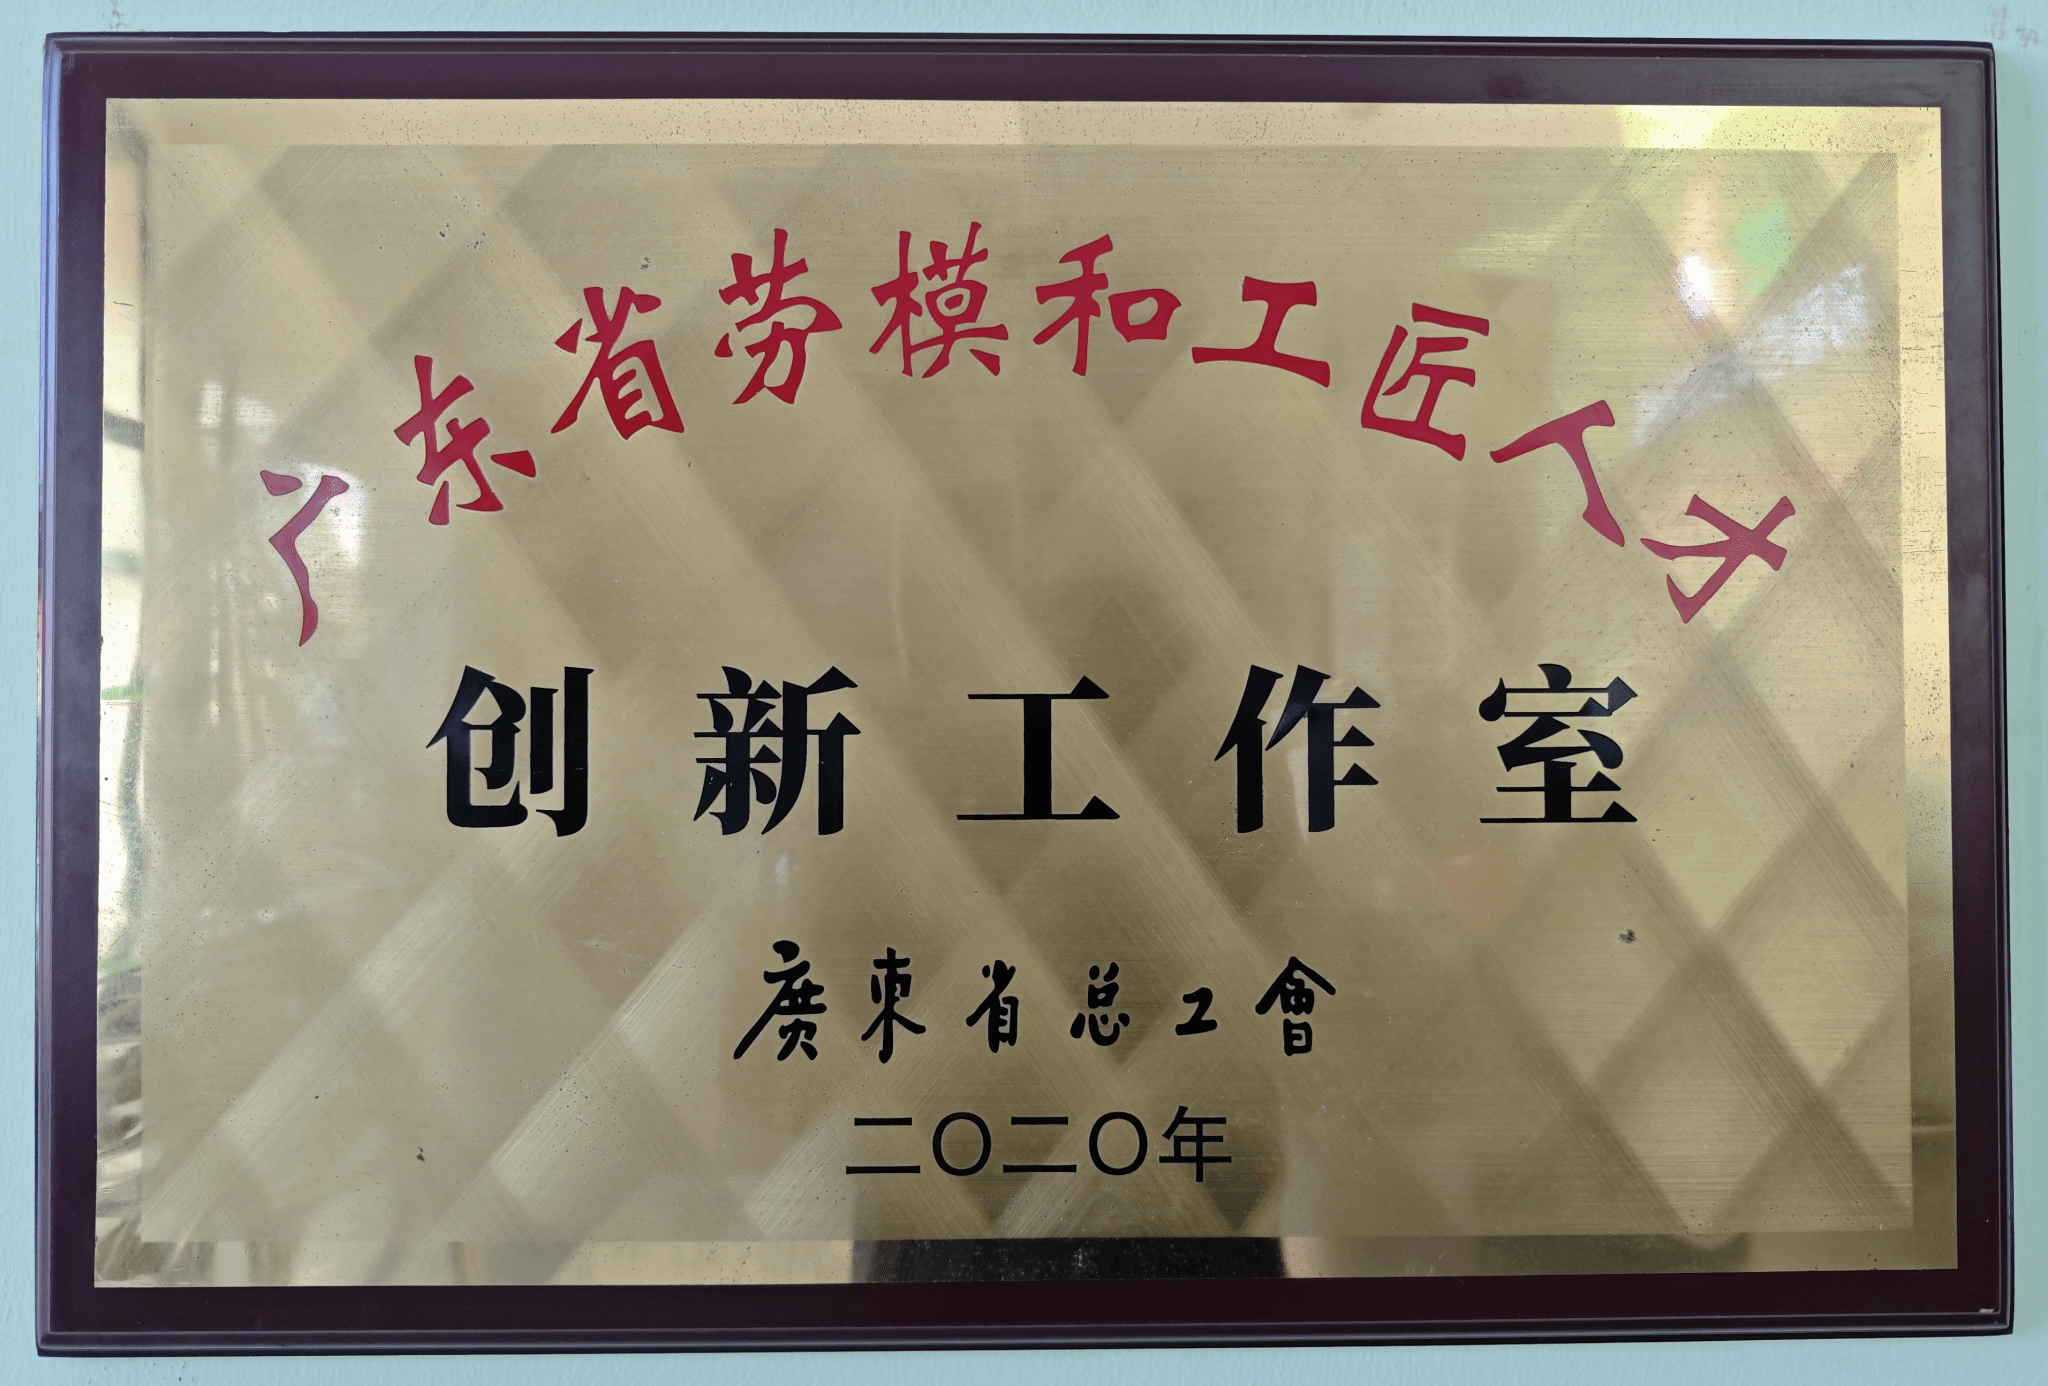 广东省劳模和工匠人才
创新工作室
廣東省总工會
二〇二〇年